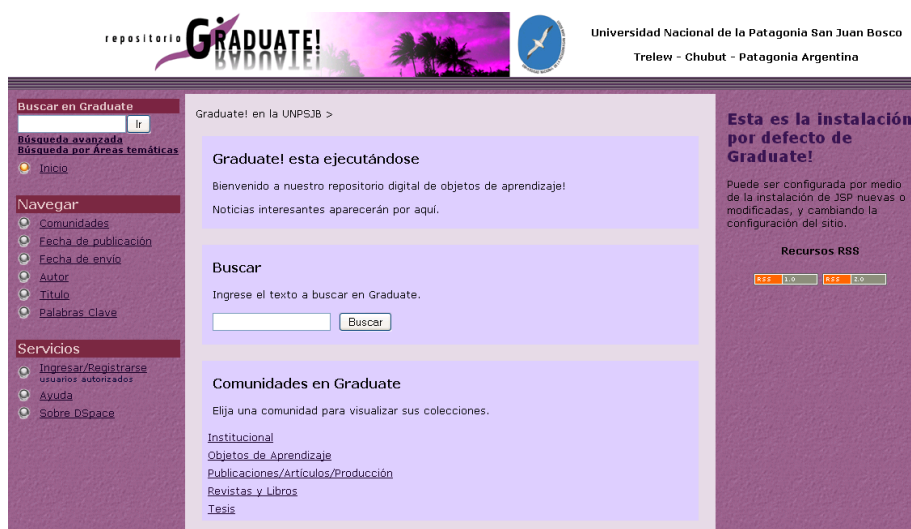 repositorio GRADUATE!
Universidad Nacional de la Patagonia San Juan Bosco
Trelew - Chubut - Patagonia Argentina
Buscar en Graduate
Ir
Búsqueda avanzada
Búsqueda por Áreas temáticas
Inicio
Navegar
Comunidades
Fecha de publicación
Fecha de envío
Autor
Titulo
Palabras Clave
Servicios
Ingresar/Registrarse
usuarios autorizados
Ayuda
Sobre DSpace
Graduate! en la UNPSJB >
Graduate! esta ejecutándose
Bienvenido a nuestro repositorio digital de objetos de aprendizaje!
Noticias interesantes aparecerán por aquí.
Buscar
Ingrese el texto a buscar en Graduate.
Buscar
Comunidades en Graduate
Elija una comunidad para visualizar sus colecciones.
Institucional
Objetos de Aprendizaje
Publicaciones/Artículos/Producción
Revistas y Libros
Tesis
Esta es la instalación
por defecto de
Graduate!
Puede ser configurada por medio
de la instalación de JSP nuevas o
modificadas, y cambiando la
configuración del sitio.
Recursos RSS
RSS 1.0 RSS 2.0